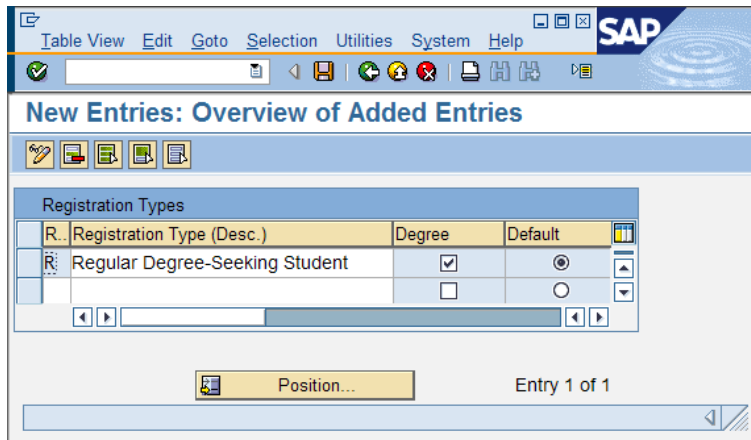 Table View Edit Goto Selection Utilities System Help
SAP
New Entries: Overview of Added Entries
Registration Types
R.. Registration Type (Desc.) Degree Default
R Regular Degree-Seeking Student
Position... Entry 1 of 1